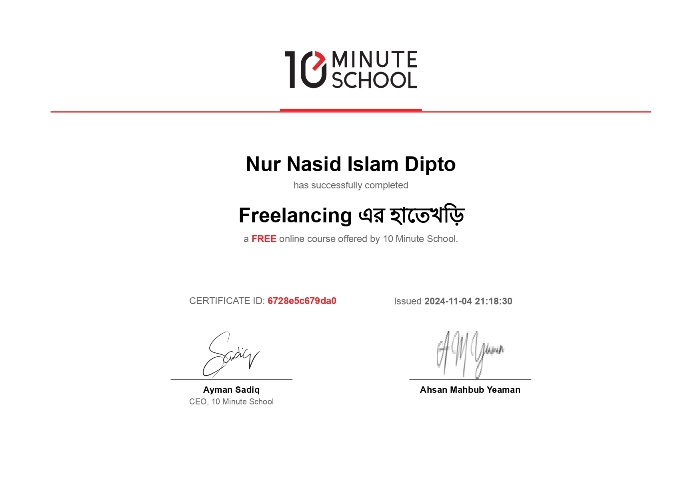 10 MINUTE
SCHOOL
Nur Nasid Islam Dipto
has successfully completed
Freelancing এর হাতেখড়ি
a FREE online course offered by 10 Minute School.
CERTIFICATE ID: 6728e5c679da0
Issued 2024-11-04 21:18:30
Sadiq
A M Yeaman
Ayman Sadiq
CEO, 10 Minute School
Ahsan Mahbub Yeaman